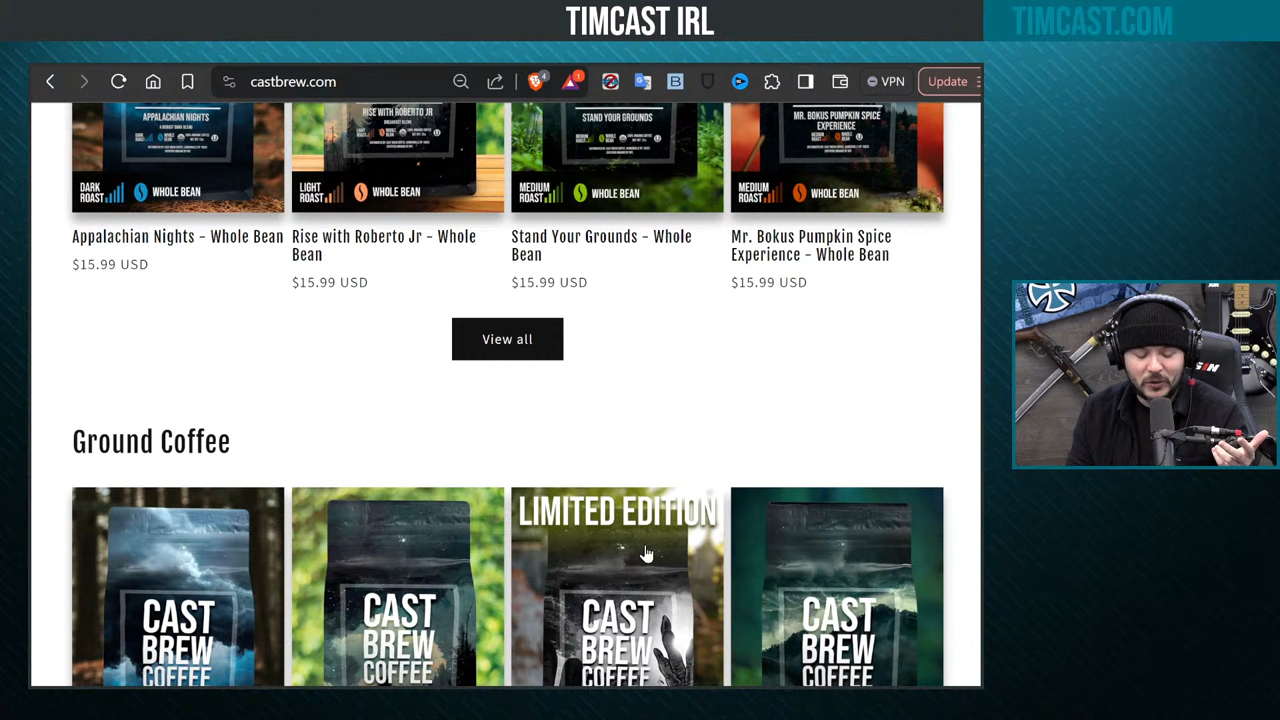 TIMCAST IRL
TIMCAST.COM
castbrew.com
4
1
VPN
Update
APPALACHIAN NIGHTS
RISE WITH ROBERTO JR
BREAKFAST BLEND
STAND YOUR GROUNDS
MR. BOKUS PUMPKIN SPICE
EXPERIENCE
DARK
ROAST
WHOLE BEAN
LIGHT
ROAST
WHOLE BEAN
MEDIUM
ROAST
WHOLE BEAN
MEDIUM
ROAST
WHOLE BEAN
Appalachian Nights - Whole Bean
$15.99 USD
Rise with Roberto Jr - Whole
Bean
$15.99 USD
Stand Your Grounds - Whole
Bean
$15.99 USD
Mr. Bokus Pumpkin Spice
Experience - Whole Bean
$15.99 USD
View all
Ground Coffee
LIMITED EDITION
CAST
BREW
COFFEE
CAST
BREW
COFFEE
CAST
BREW
COFFEE
CAST
BREW
COFFEE